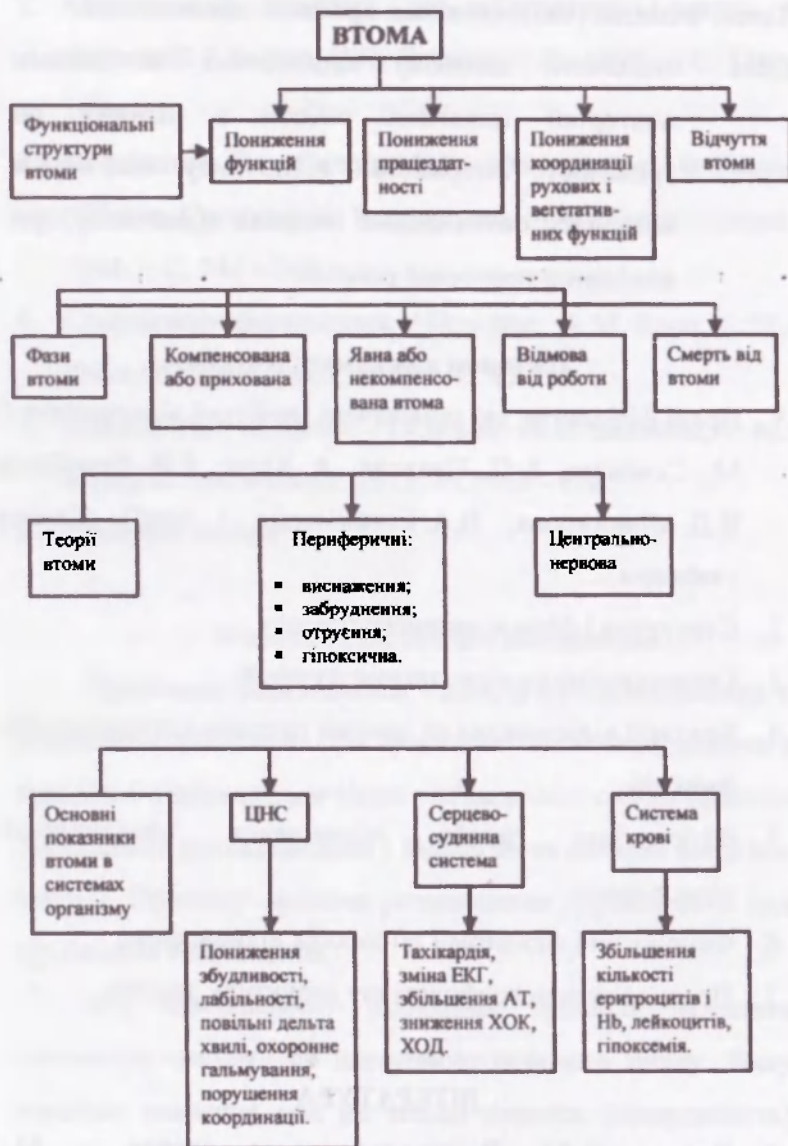 ВТОМА
Функціональні
структури
втоми
Пониження
функцій
Пониження
працездат-
ності
Пониження
координації
рухових і
вегетатив-
них функцій
Відчуття
втоми
Фази
втоми
Компенсована
або прихована
Явна або
некомпенсо-
вана втома
Відмова
від роботи
Смерть від
втоми
Теорії
втоми
Периферичні:
▪ виснаження;
▪ забруднення;
▪ отруєння;
▪ гіпоксична.
Центрально-
нервова
Основні
показники
втоми в
системах
організму
ЦНС
Серцево-
судинна
система
Система
крові
Пониження
збудливості,
лабільності,
повільні дельта
хвилі, охоронне
гальмування,
порушення
координації.
Тахікардія,
зміна ЕКГ,
збільшення АТ,
зниження ХОК,
ХОД.
Збільшення
кількості
еритроцитів і
Hb, лейкоцитів,
гіпоксемія.